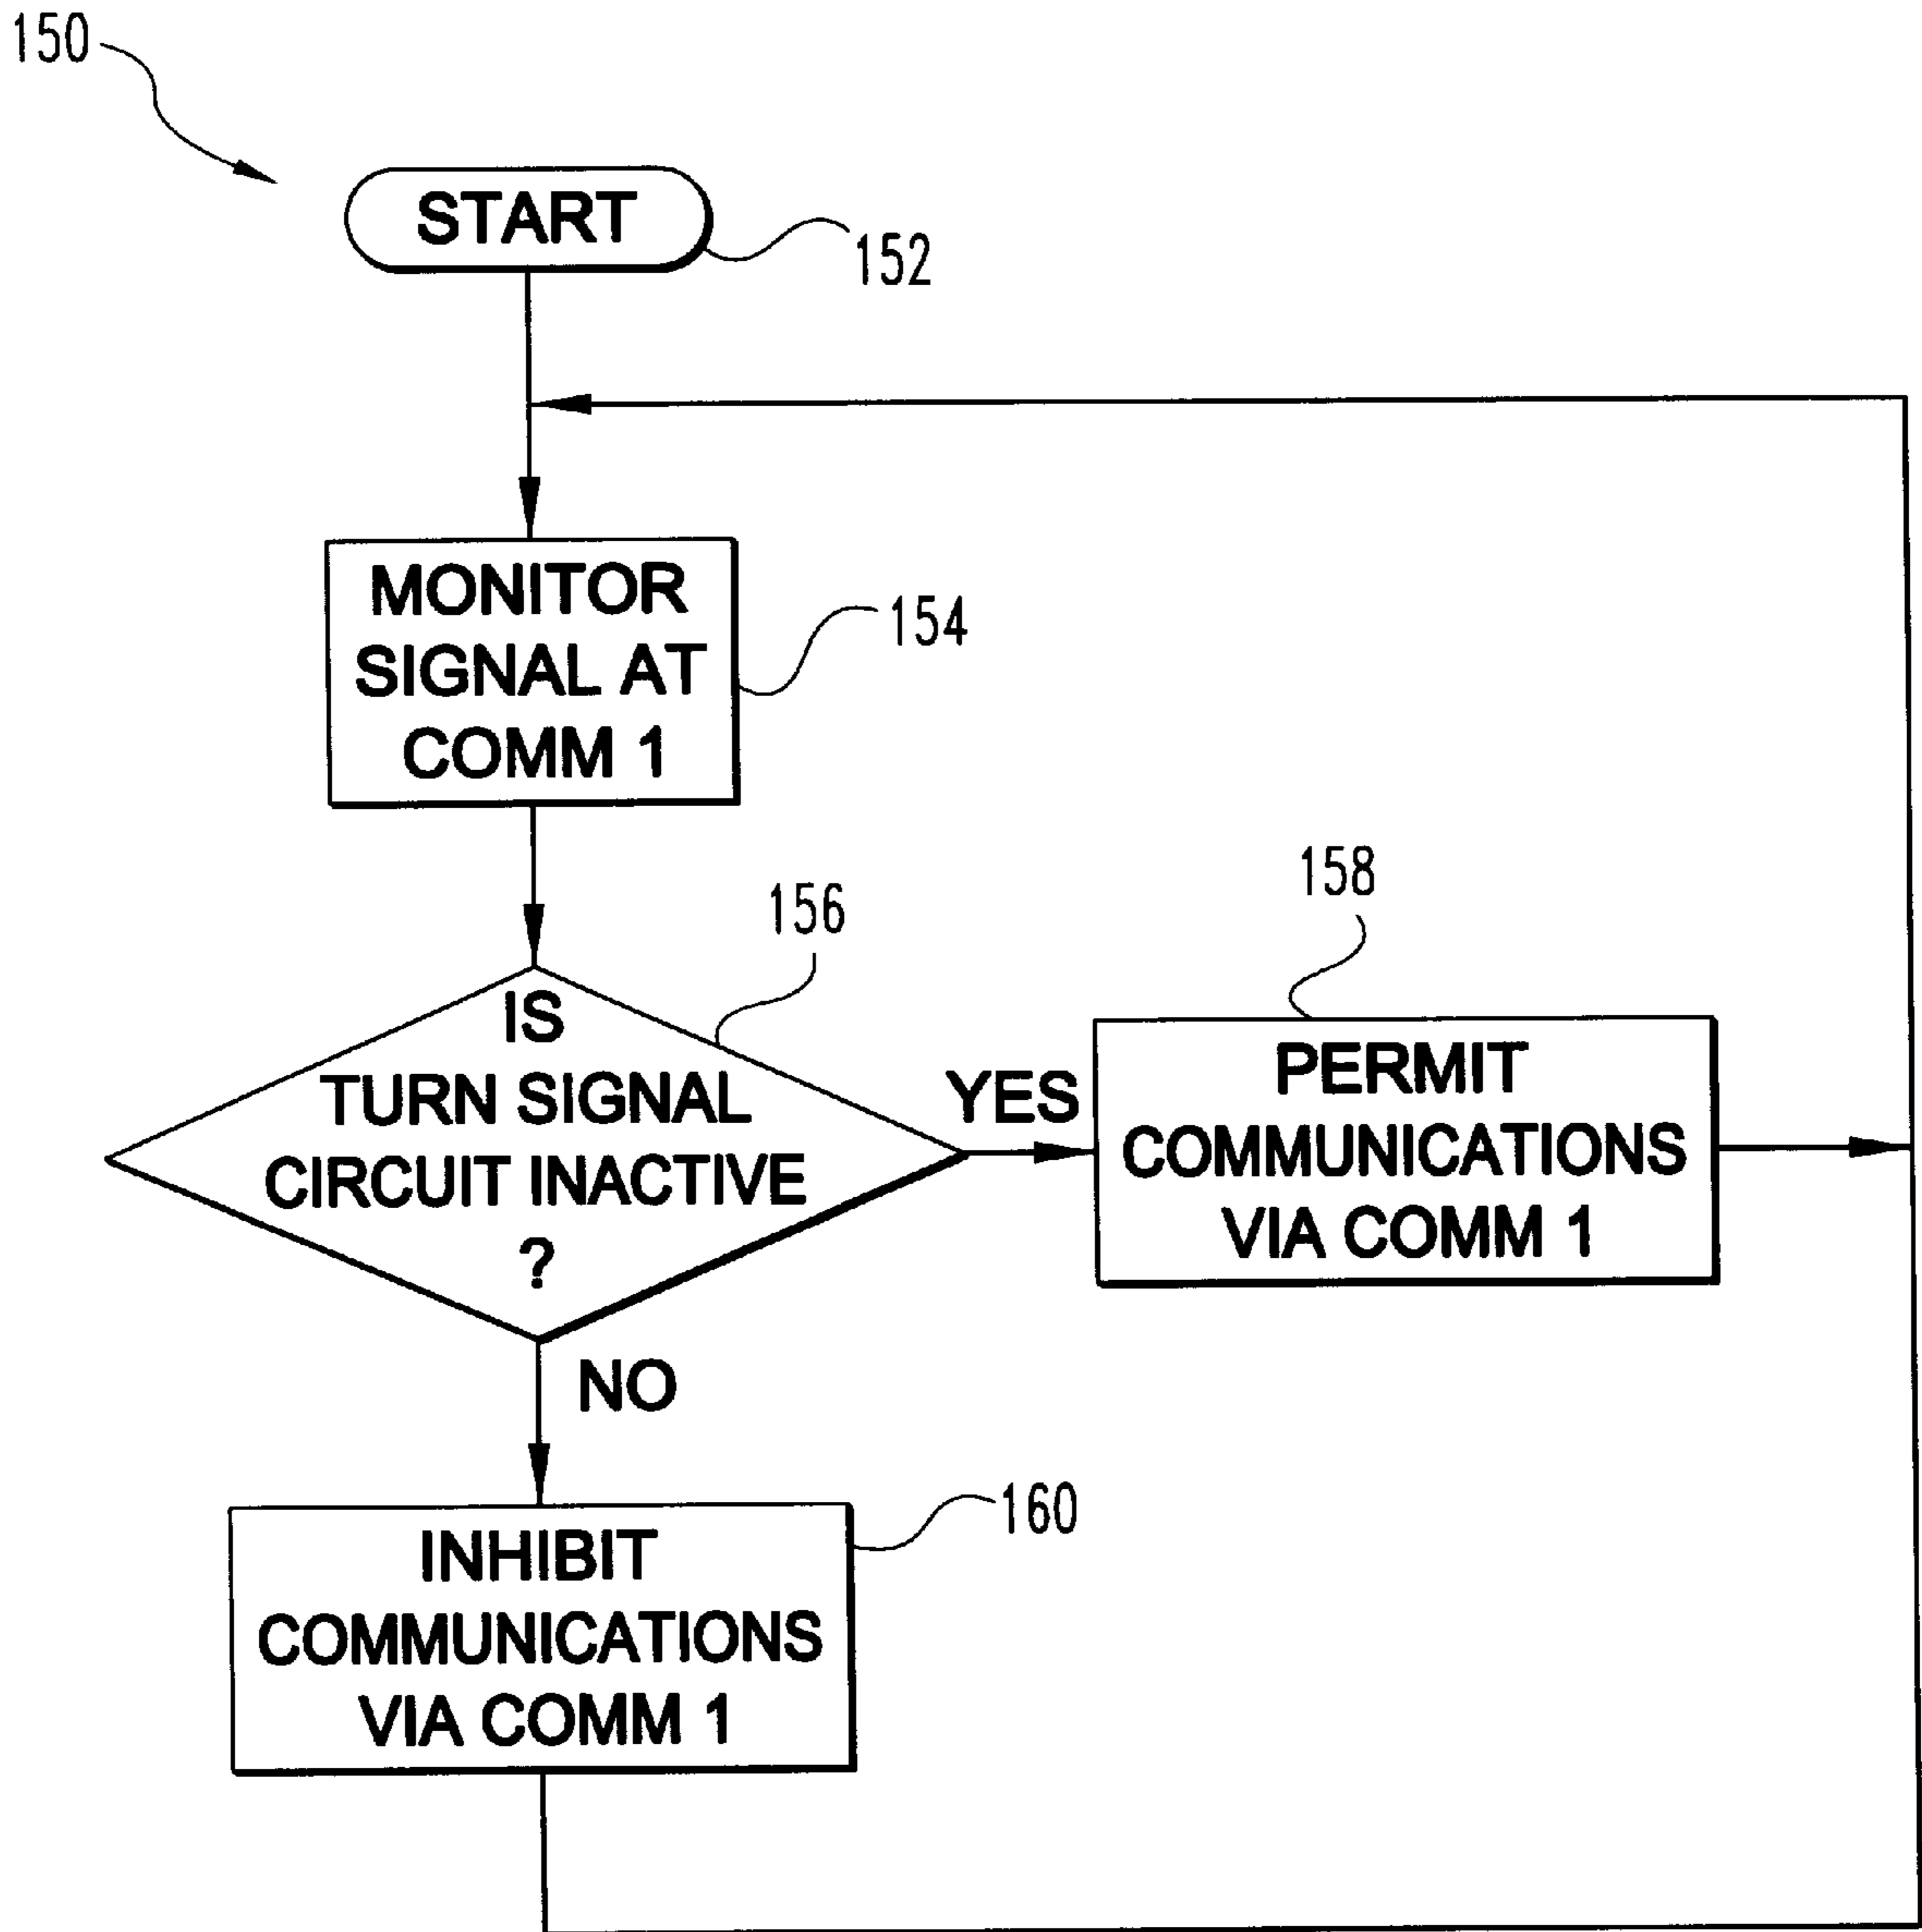 150
START
152
MONITOR
SIGNAL AT
COMM 1
154
156
158
IS
TURN SIGNAL
CIRCUIT INACTIVE
?
YES
PERMIT
COMMUNICATIONS
VIA COMM 1
NO
160
INHIBIT
COMMUNICATIONS
VIA COMM 1